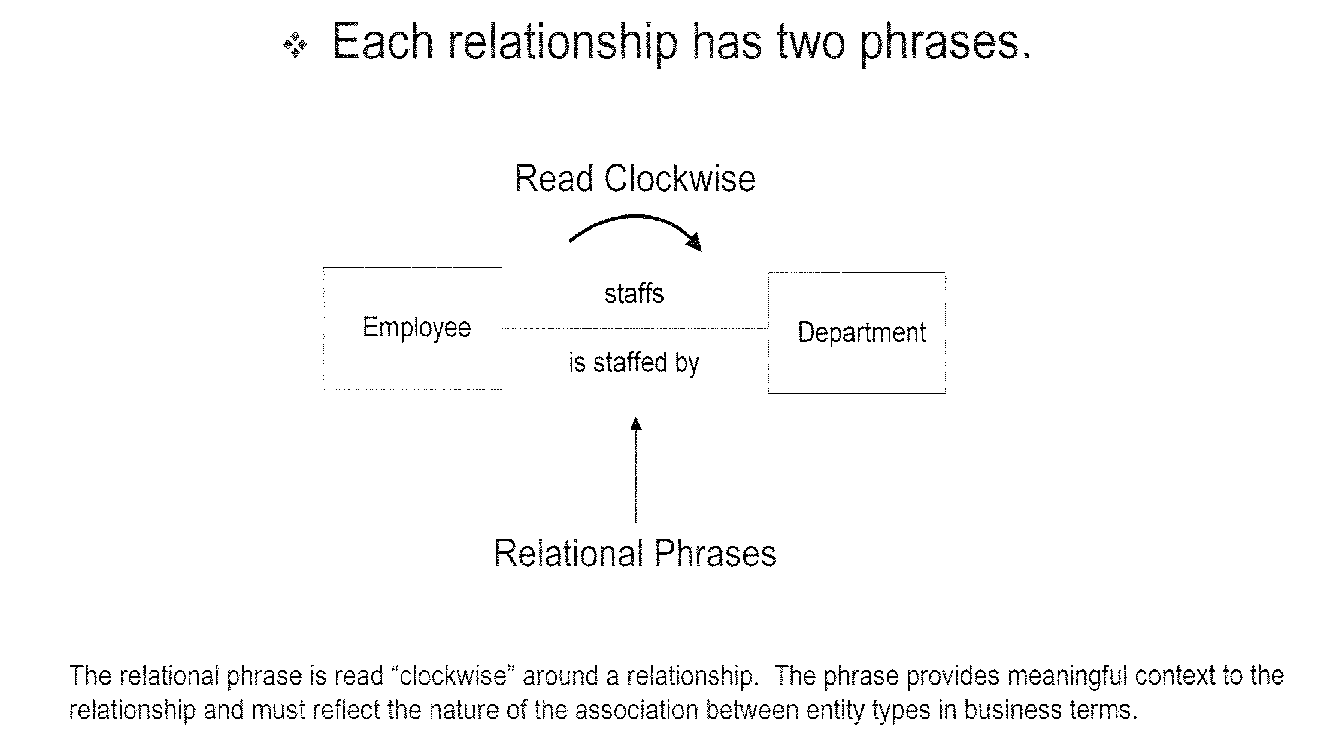 ❖ Each relationship has two phrases.
Read Clockwise
staffs
Employee
Department
is staffed by
Relational Phrases
The relational phrase is read “clockwise” around a relationship. The phrase provides meaningful context to the
relationship and must reflect the nature of the association between entity types in business terms.